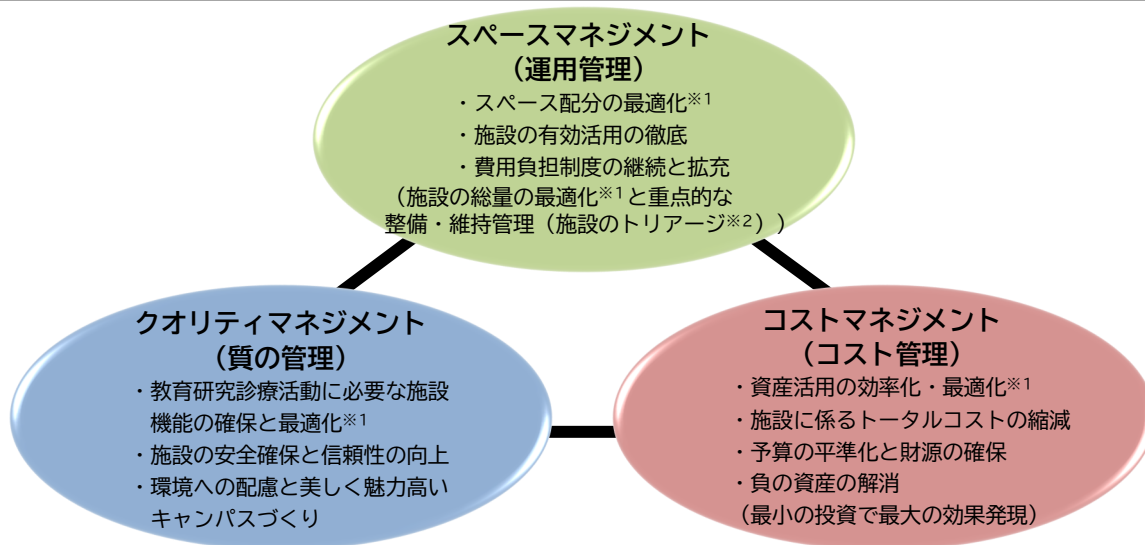 スペースマネジメント
(運用管理)
・スペース配分の最適化※1
・施設の有効活用の徹底
・費用負担制度の継続と拡充
(施設の総量の最適化※1と重点的な
整備・維持管理(施設のトリアージ※2))
クオリティマネジメント
(質の管理)
・教育研究診療活動に必要な施設
機能の確保と最適化※1
・施設の安全確保と信頼性の向上
・環境への配慮と美しく魅力高い
キャンパスづくり
コストマネジメント
(コスト管理)
・資産活用の効率化・最適化※1
・施設に係るトータルコストの縮減
・予算の平準化と財源の確保
・負の資産の解消
(最小の投資で最大の効果発現)